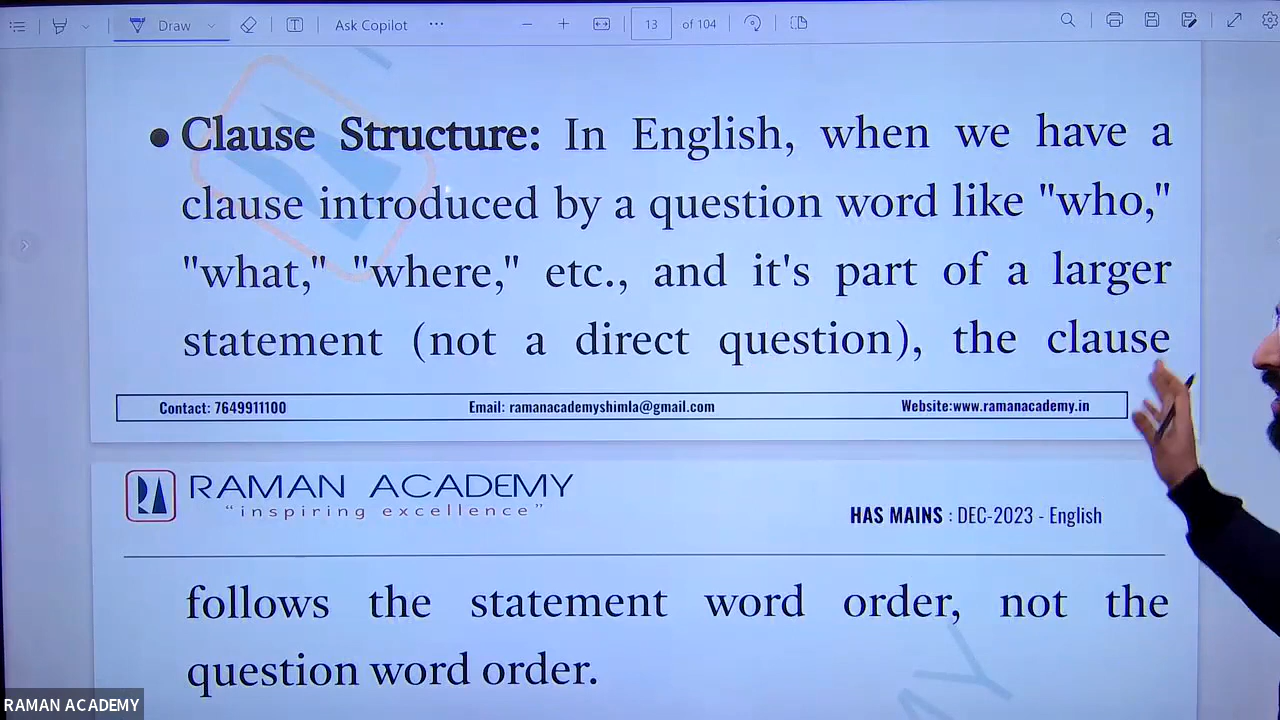 Draw
Ask Copilot
13 of 104
• Clause Structure: In English, when we have a
clause introduced by a question word like "who,"
"what," "where," etc., and it's part of a larger
statement (not a direct question), the clause
Contact: 7649911100 Email: ramanacademyshimla@gmail.com Website:www.ramanacademy.in
RAMAN ACADEMY
"inspiring excellence"
HAS MAINS : DEC-2023 - English
follows the statement word order, not the
question word order.
RAMAN ACADEMY